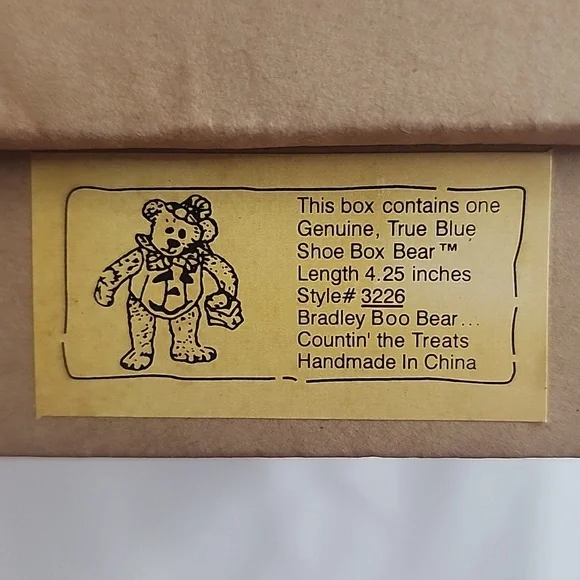 This box contains one
Genuine, True Blue
Shoe Box Bear™
Length 4.25 inches
Style# 3226
Bradley Boo Bear...
Countin' the Treats
Handmade In China